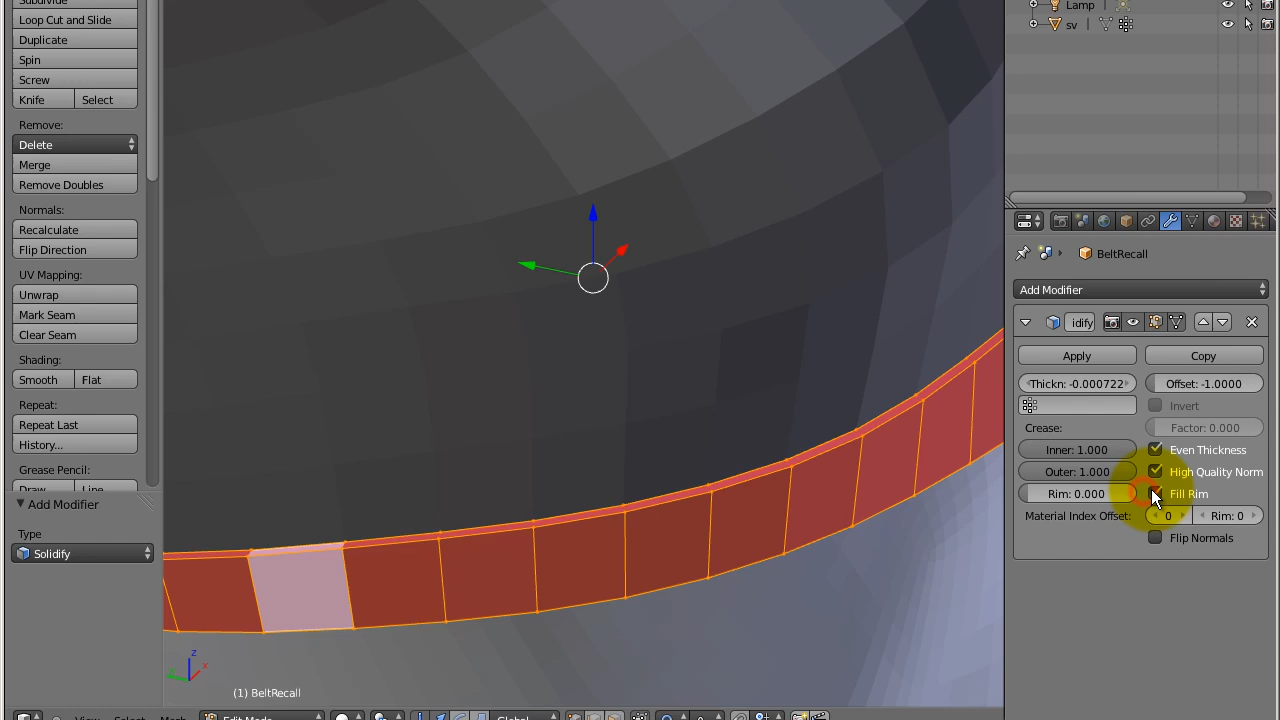 Subdivide
Loop Cut and Slide
Duplicate
Spin
Screw
Knife Select
Remove:
Delete
Merge
Remove Doubles
Normals:
Recalculate
Flip Direction
UV Mapping:
Unwrap
Mark Seam
Clear Seam
Shading:
Smooth Flat
Repeat:
Repeat Last
History...
Grease Pencil:
Draw Line
Add Modifier
Type
Solidify
z
x
y
(1) BeltRecall
View Select Mesh Edit Mode Global
Lamp
sv
BeltRecall
Add Modifier
idify
Apply Copy
Thickn: -0.000722 Offset: -1.0000
Invert
Crease: Factor: 0.000
Inner: 1.000 Even Thickness
Outer: 1.000 High Quality Norm
Rim: 0.000 Fill Rim
Material Index Offset: 0 Rim: 0
Flip Normals